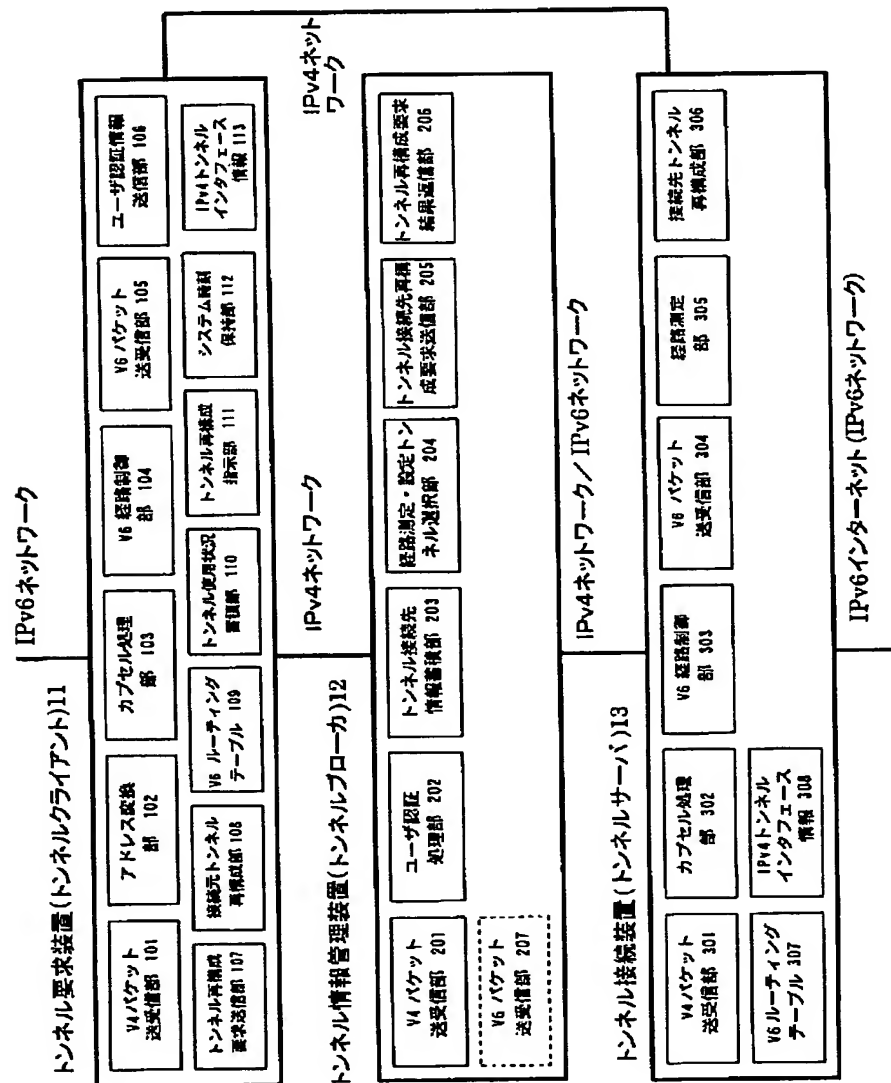 IPv6ネットワーク
トンネル要求装置(トンネルクライアント)11
V4パケット
送受信部 101
アドレス変換
部 102
カプセル処理
部 103
V6 経路制御
部 104
V6 パケット
送受信部 105
ユーザ認証情報
送信部 106
トンネル再構成
要求送信部 107
接続元トンネル
再構成部 108
V6 ルーティング
テーブル 109
トンネル使用状況
蓄積部 110
トンネル再構成
指示部 111
システム時刻
保持部 112
IPv4トンネル
インタフェース
情報 113
IPv4ネットワーク
IPv4ネット
ワーク
トンネル情報管理装置(トンネルブローカ)12
V4 パケット
送受信部 201
ユーザ認証
処理部 202
トンネル接続先
情報蓄積部 203
経路測定・設定トン
ネル選択部 204
トンネル接続先再構
成要求送信部 205
トンネル再構成要求
結果返信部 206
V6 パケット
送受信部 207
IPv4ネットワーク/IPv6ネットワーク
トンネル接続装置(トンネルサーバ)13
V4パケット
送受信部 301
カプセル処理
部 302
V6 経路制御
部 303
V6 パケット
送受信部 304
経路測定
部 305
接続先トンネル
再構成部 306
V6ルーティング
テーブル 307
IPv4トンネル
インタフェース
情報 308
IPv6インターネット(IPv6ネットワーク)